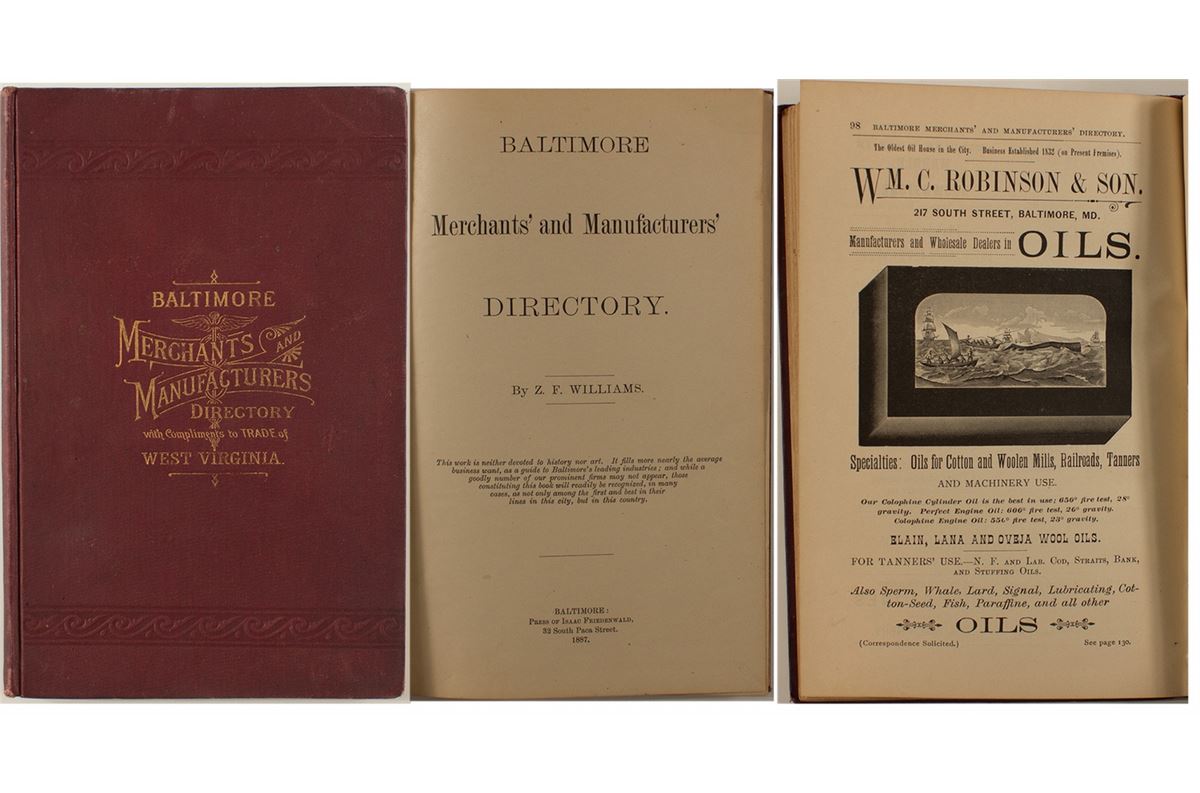 BALTIMORE
MERCHANTS AND
MANUFACTURERS
DIRECTORY
with Compliments to TRADE of
WEST VIRGINIA.
BALTIMORE
Merchants' and Manufacturers'
DIRECTORY.
By Z. F. WILLIAMS.
This work is neither devoted to history nor art. It fills more nearly the average
business want, as a guide to Baltimore's leading industries; and while a
goodly number of our prominent firms may not appear, those
constituting this book will readily be recognized, in many
cases, as not only among the first and best in their
lines in this city, but in this country.
BALTIMORE:
PRESS OF ISAAC FRIEDENWALD,
32 South Paca Street.
1887.
98 BALTIMORE MERCHANTS' AND MANUFACTURERS' DIRECTORY.
The Oldest Oil House in the City. Business Established 1832 (on Present Premises).
WM. C. ROBINSON & SON.
217 SOUTH STREET, BALTIMORE, MD.
Manufacturers and Wholesale Dealers in OILS.
Specialties: Oils for Cotton and Woolen Mills, Railroads, Tanners
AND MACHINERY USE.
Our Colophine Cylinder Oil is the best in use; 650° fire test, 28°
gravity. Perfect Engine Oil: 600° fire test, 26° gravity.
Colophine Engine Oil: 550° fire test, 23° gravity.
ELAIN, LANA AND OVEJA WOOL OILS.
FOR TANNERS' USE.—N. F. AND LAB. COD, STRAITS, BANK,
AND STUFFING OILS.
Also Sperm, Whale, Lard, Signal, Lubricating, Cot-
ton-Seed, Fish, Paraffine, and all other
OILS
(Correspondence Solicited.) See page 130.